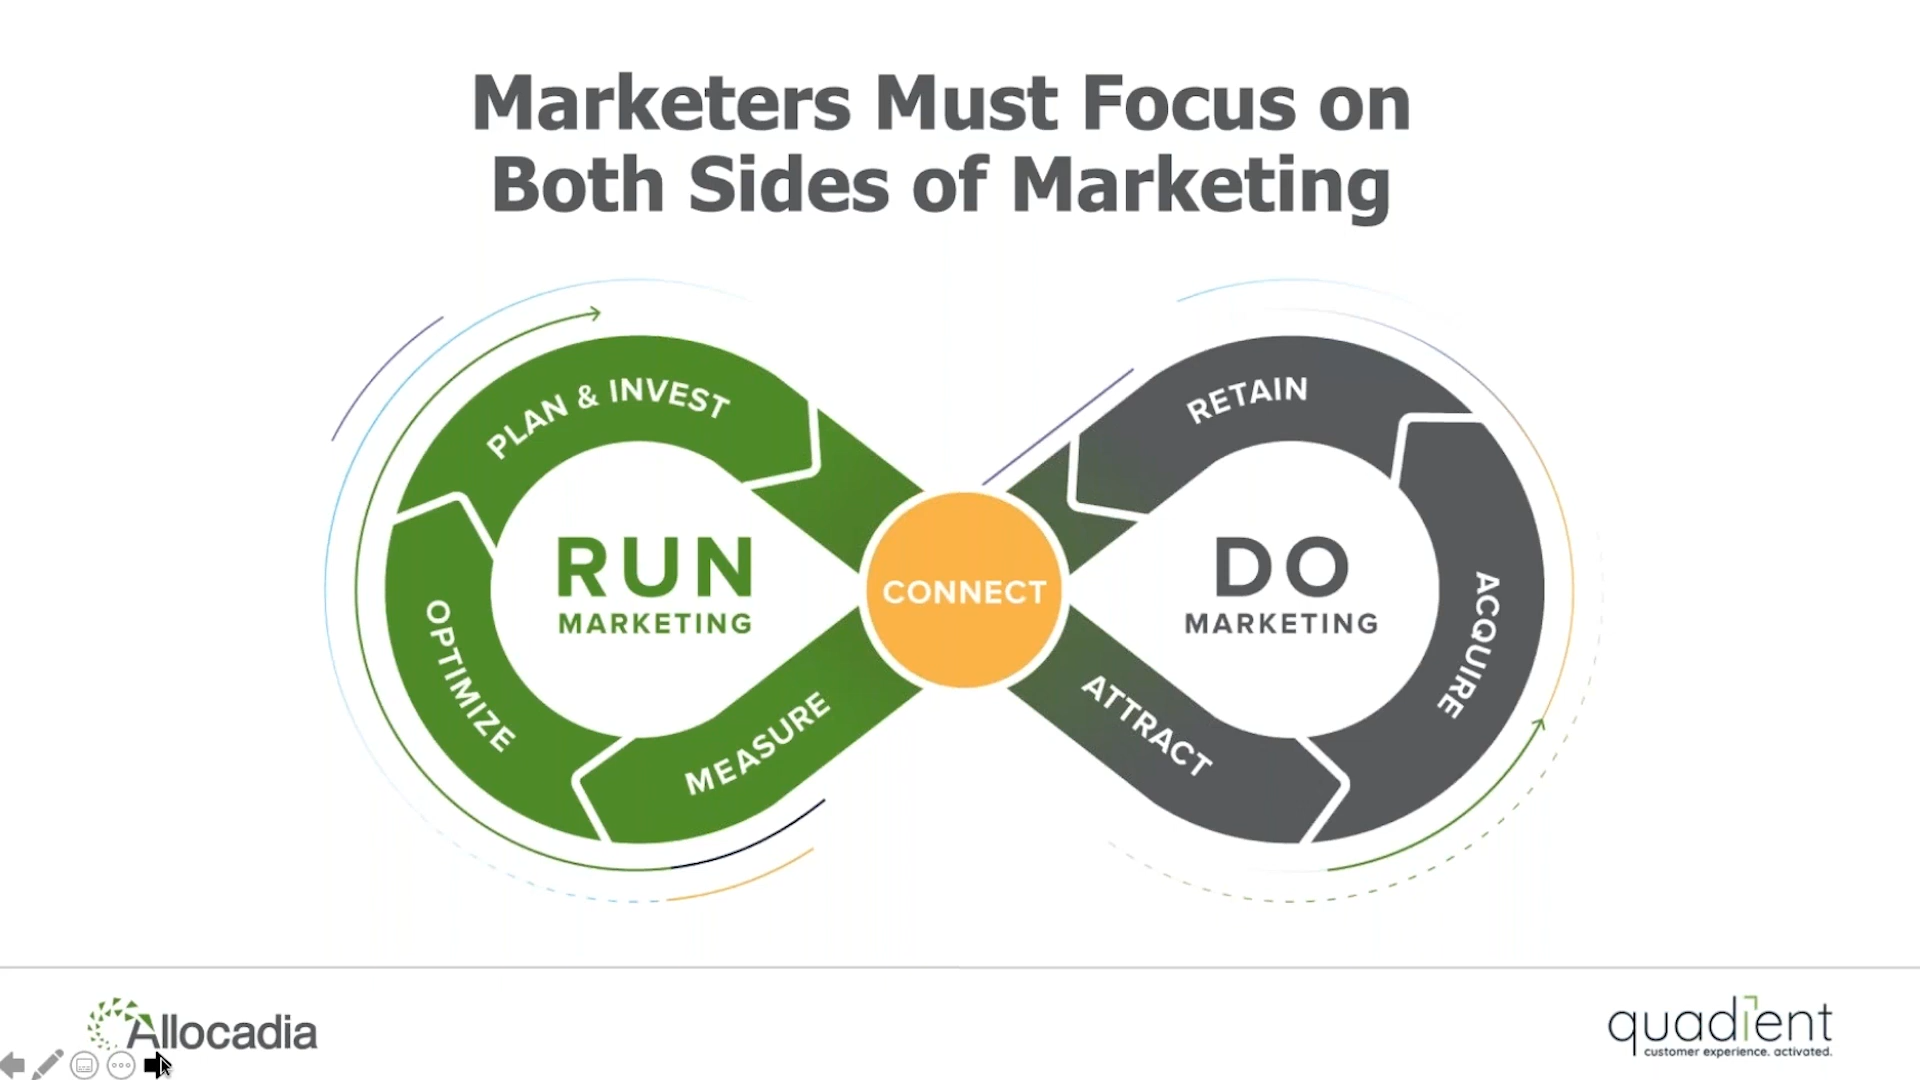 Marketers Must Focus on
Both Sides of Marketing
PLAN & INVEST
RUN
MARKETING
OPTIMIZE
MEASURE
CONNECT
RETAIN
DO
MARKETING
ACQUIRE
ATTRACT
Allocadia
quadient
customer experience. activated.